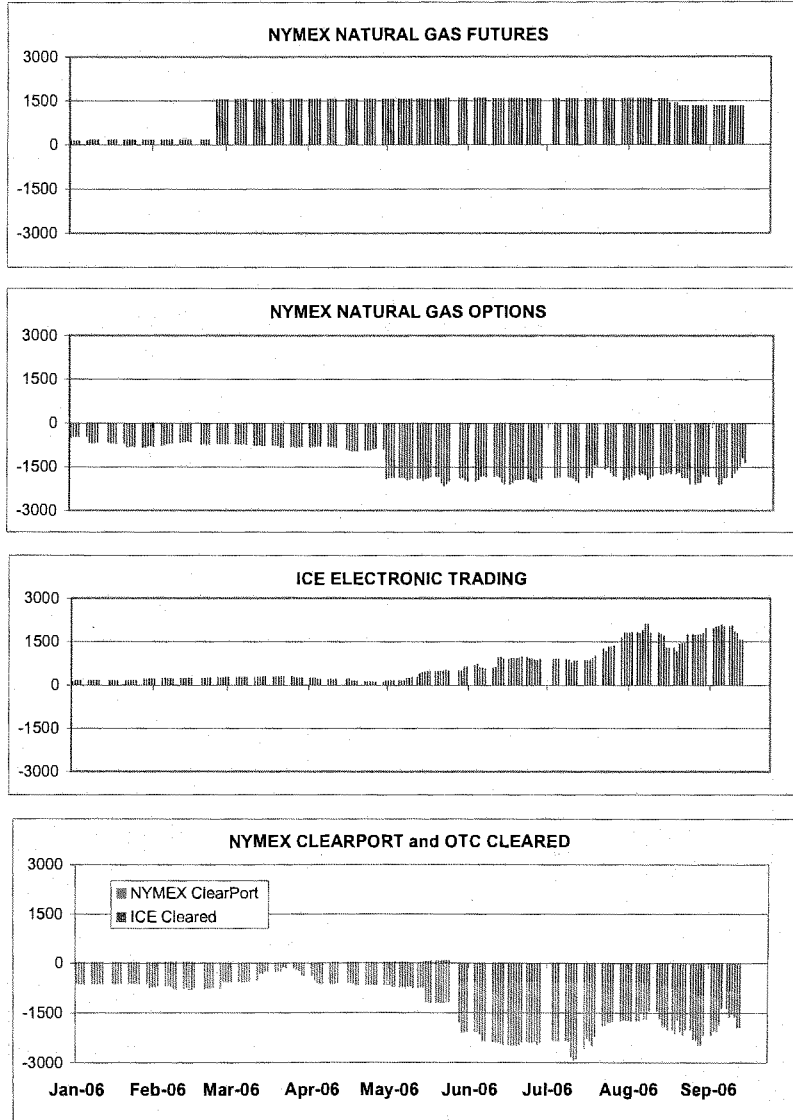 NYMEX NATURAL GAS FUTURES
3000
1500
0
-1500
-3000
NYMEX NATURAL GAS OPTIONS
3000
1500
0
-1500
-3000
ICE ELECTRONIC TRADING
3000
1500
0
-1500
-3000
NYMEX CLEARPORT and OTC CLEARED
3000
NYMEX ClearPort
ICE Cleared
1500
0
-1500
-3000
Jan-06 Feb-06 Mar-06 Apr-06 May-06 Jun-06 Jul-06 Aug-06 Sep-06